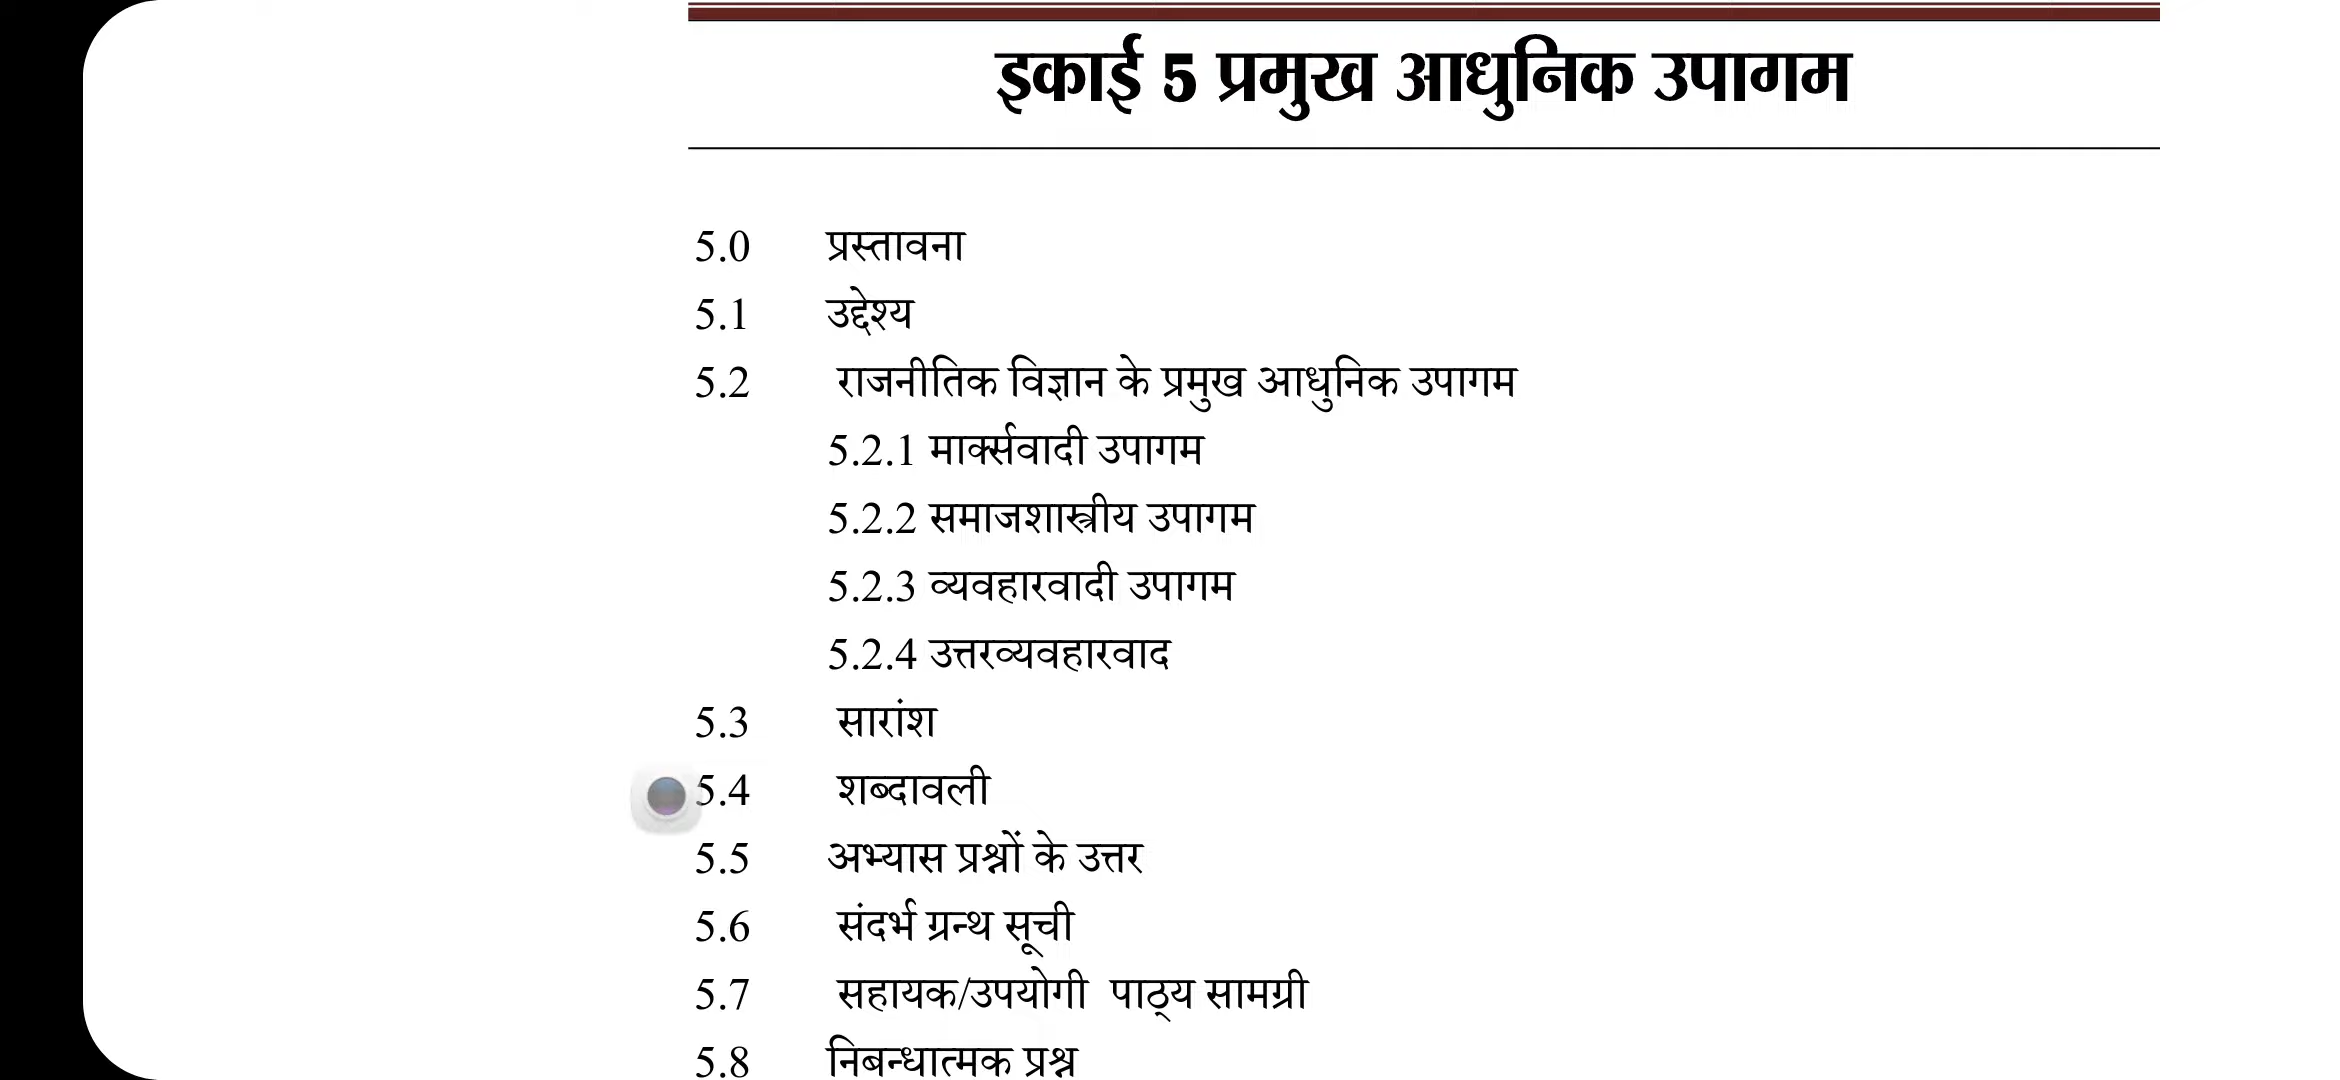 इकाई 5 प्रमुख आधुनिक उपागम
5.0 प्रस्तावना
5.1 उद्देश्य
5.2 राजनीतिक विज्ञान के प्रमुख आधुनिक उपागम
5.2.1 मार्क्सवादी उपागम
5.2.2 समाजशास्त्रीय उपागम
5.2.3 व्यवहारवादी उपागम
5.2.4 उत्तरव्यवहारवाद
5.3 सारांश
5.4 शब्दावली
5.5 अभ्यास प्रश्नों के उत्तर
5.6 संदर्भ ग्रन्थ सूची
5.7 सहायक/उपयोगी पाठ्य सामग्री
5.8 निबन्धात्मक प्रश्न